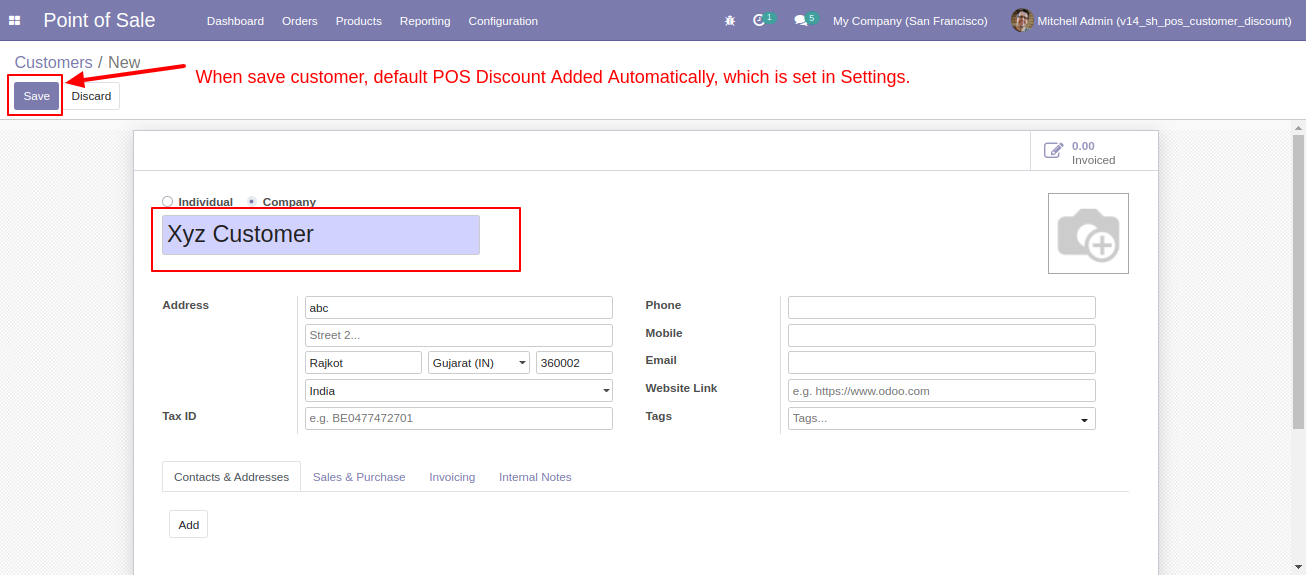 Point of Sale Dashboard Orders Products Reporting Configuration 1 5 My Company (San Francisco) Mitchell Admin (v14_sh_pos_customer_discount)
Customers / New
When save customer, default POS Discount Added Automatically, which is set in Settings.
Save Discard
0.00
Invoiced
Individual Company
Xyz Customer
Address abc Phone
Street 2... Mobile
Rajkot Gujarat (IN) 360002 Email
India Website Link e.g. https://www.odoo.com
Tax ID e.g. BE0477472701 Tags Tags...
Contacts & Addresses Sales & Purchase Invoicing Internal Notes
Add